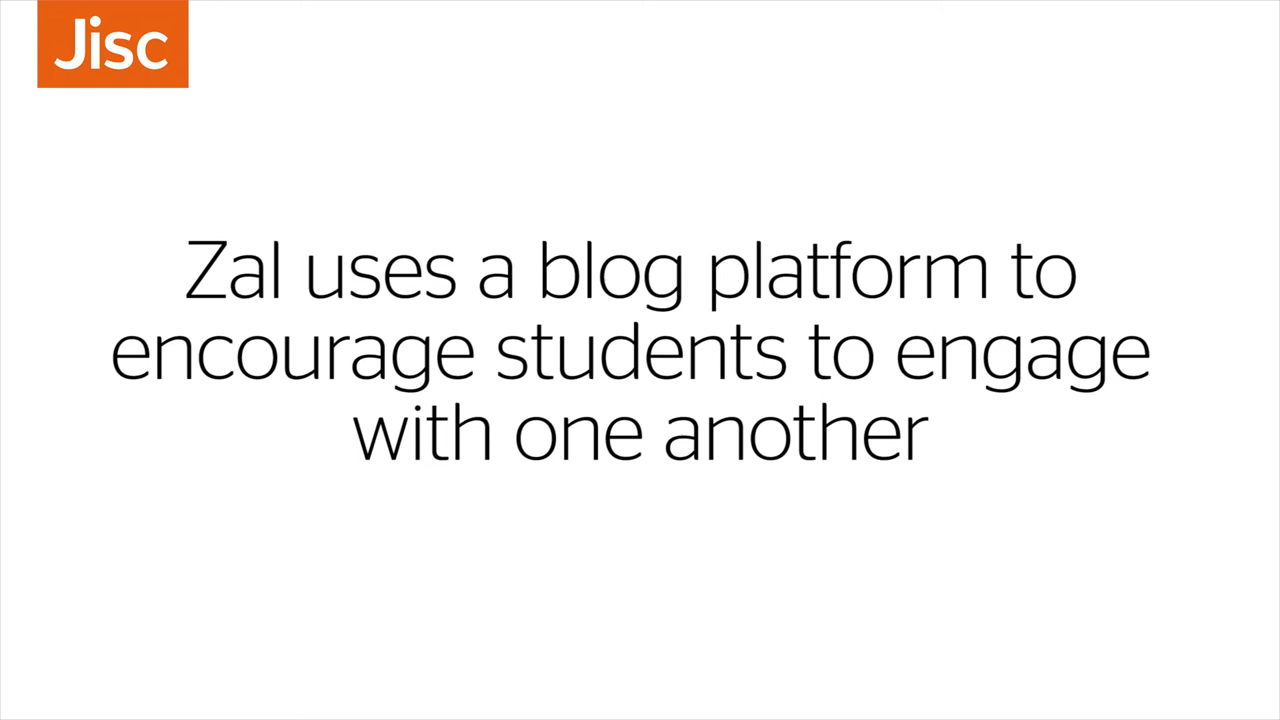 Jisc
Zal uses a blog platform to
encourage students to engage
with one another